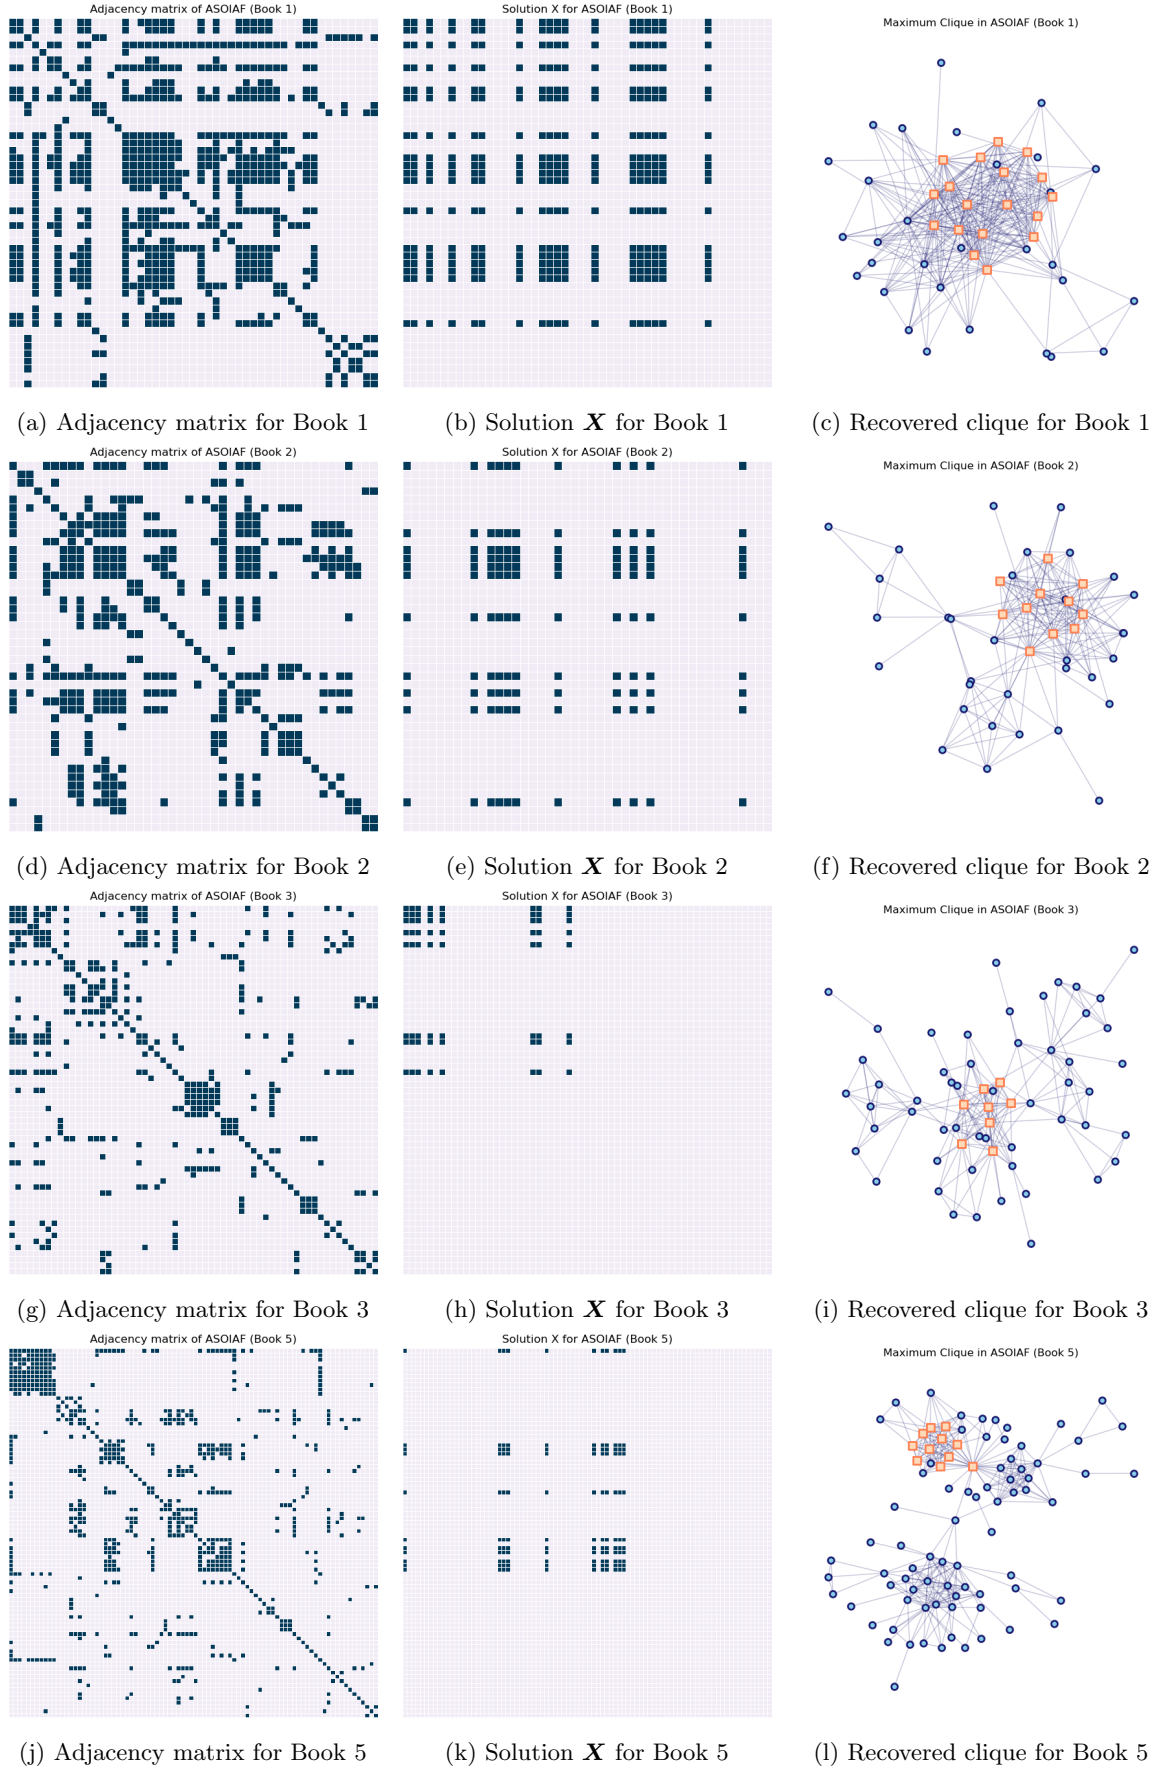 Adjacency matrix of ASOIAF (Book 1)
Solution X for ASOIAF (Book 1)
Maximum Clique in ASOIAF (Book 1)
(a) Adjacency matrix for Book 1
(b) Solution X for Book 1
(c) Recovered clique for Book 1
Adjacency matrix of ASOIAF (Book 2)
Solution X for ASOIAF (Book 2)
Maximum Clique in ASOIAF (Book 2)
(d) Adjacency matrix for Book 2
(e) Solution X for Book 2
(f) Recovered clique for Book 2
Adjacency matrix of ASOIAF (Book 3)
Solution X for ASOIAF (Book 3)
Maximum Clique in ASOIAF (Book 3)
(g) Adjacency matrix for Book 3
(h) Solution X for Book 3
(i) Recovered clique for Book 3
Adjacency matrix of ASOIAF (Book 5)
Solution X for ASOIAF (Book 5)
Maximum Clique in ASOIAF (Book 5)
(j) Adjacency matrix for Book 5
(k) Solution X for Book 5
(l) Recovered clique for Book 5